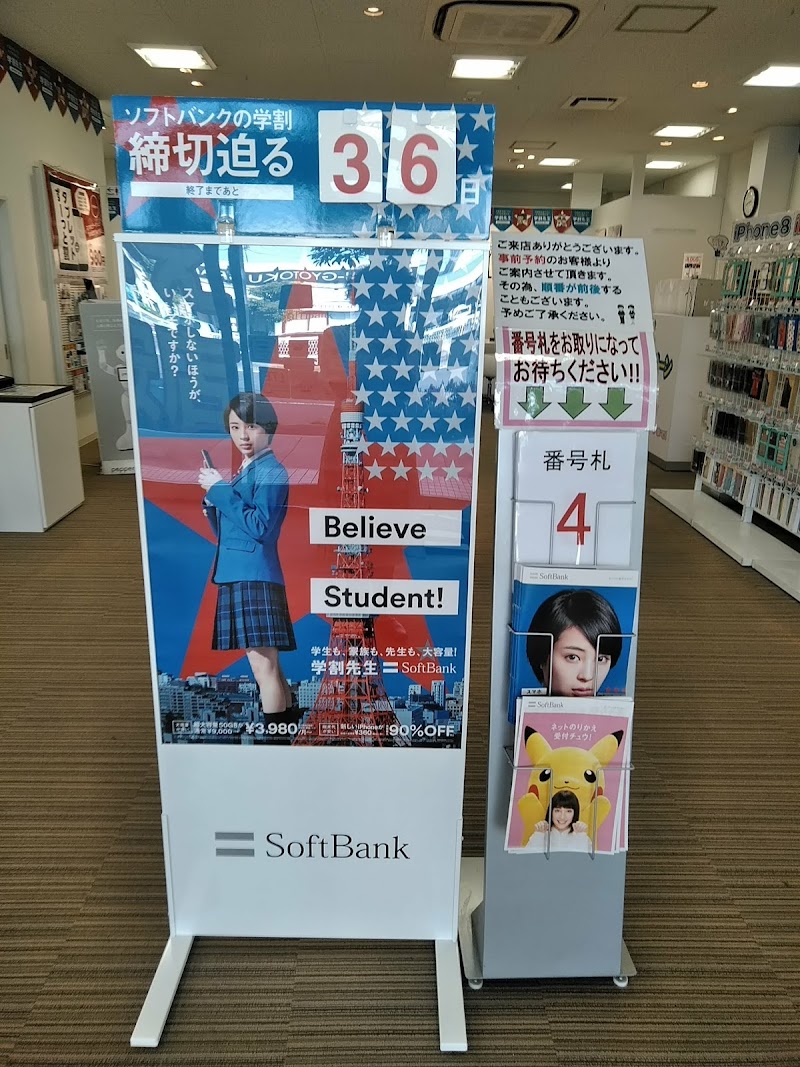 ソフトバンクの学割
締切迫る
終了まであと
36日
スマホしないほうが、
いいですか?
GYOTOKU
Believe
Student!
学生も、家族も、先生も、大容量!
学割先生 SoftBank
¥3,980
90%OFF
SoftBank
ご来店ありがとうございます。
事前予約のお客様より
ご案内させて頂きます。
その為、順番が前後する
こともございます。
予めご了承ください。
番号札をお取りになって
お待ちください!!
番号札
4
SoftBank
スマホ
SoftBank
ネットのりかえ
受付チュウ!
iPhone8
pepper